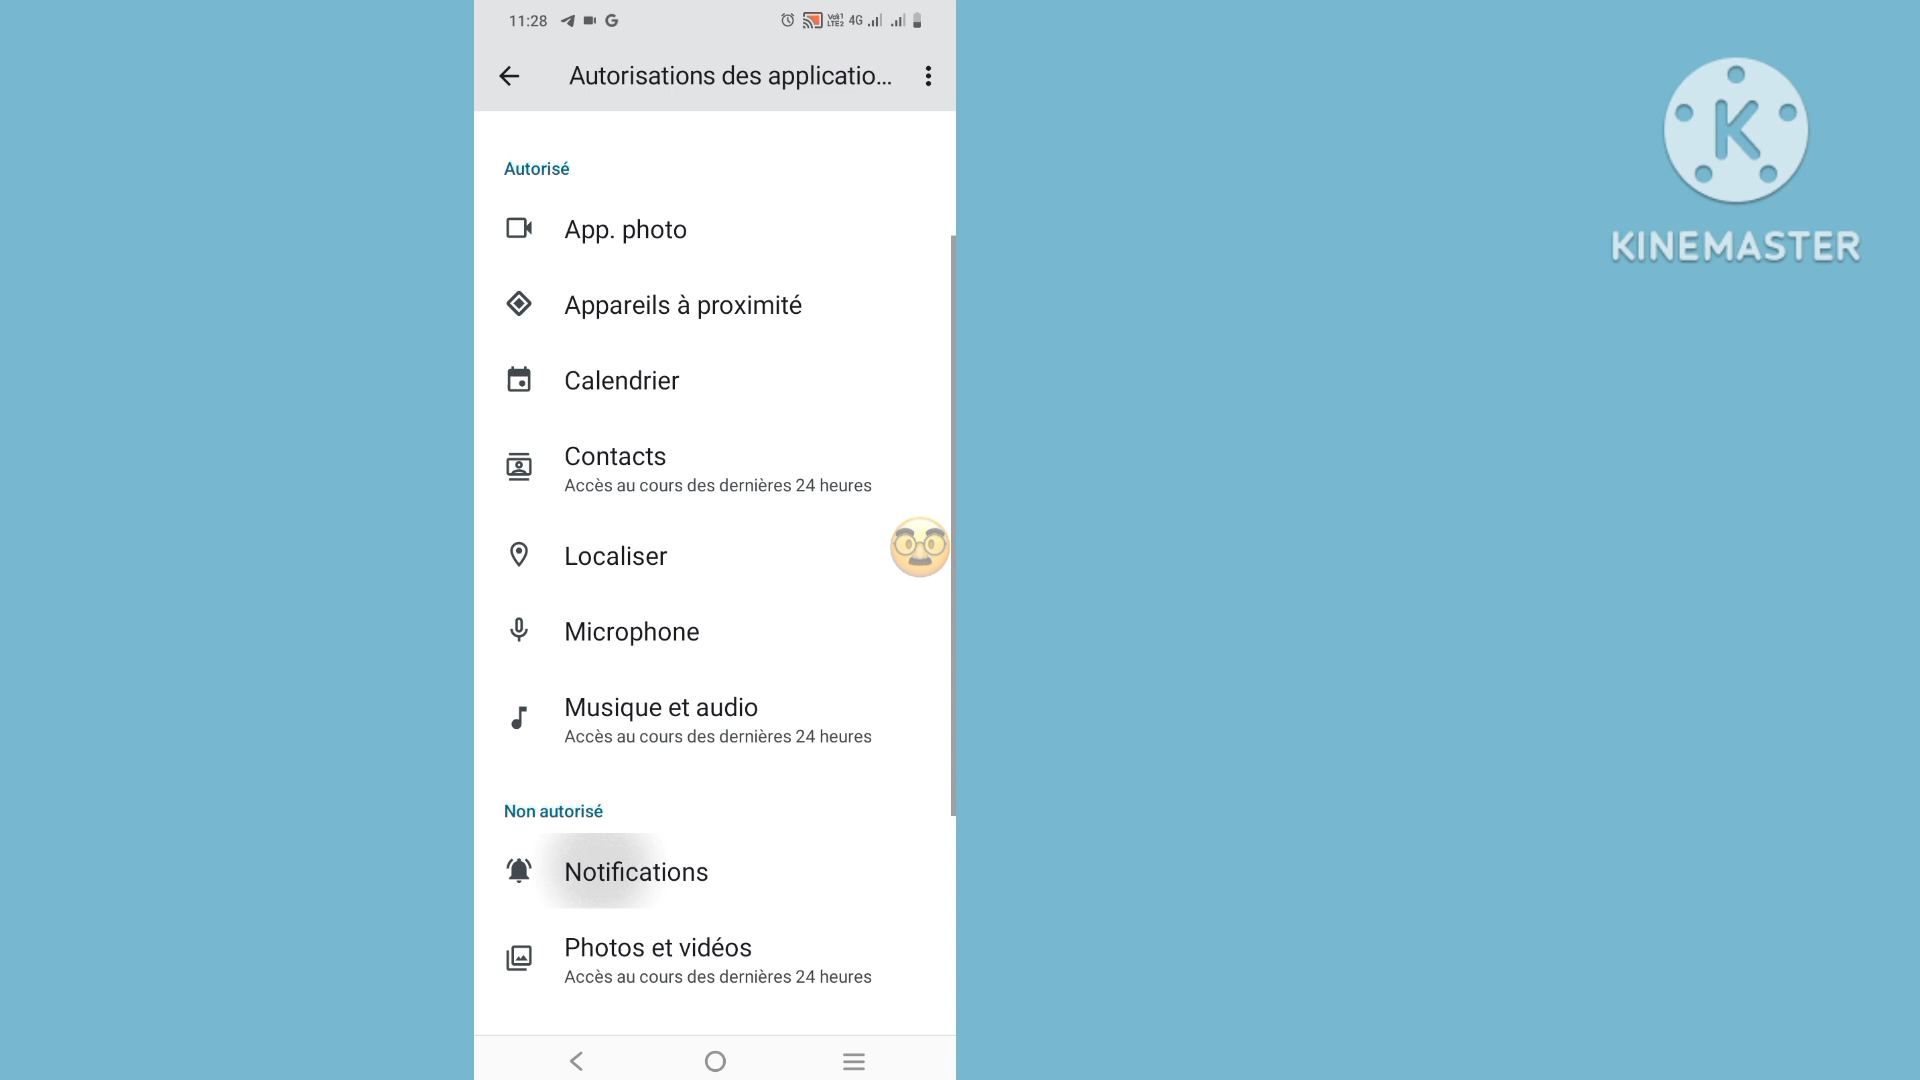 11:28
4G
Autorisations des applicatio...
Autorisé
App. photo
Appareils à proximité
Calendrier
Contacts
Accès au cours des dernières 24 heures
Localiser
Microphone
Musique et audio
Accès au cours des dernières 24 heures
Non autorisé
Notifications
Photos et vidéos
Accès au cours des dernières 24 heures
K
KINEMASTER